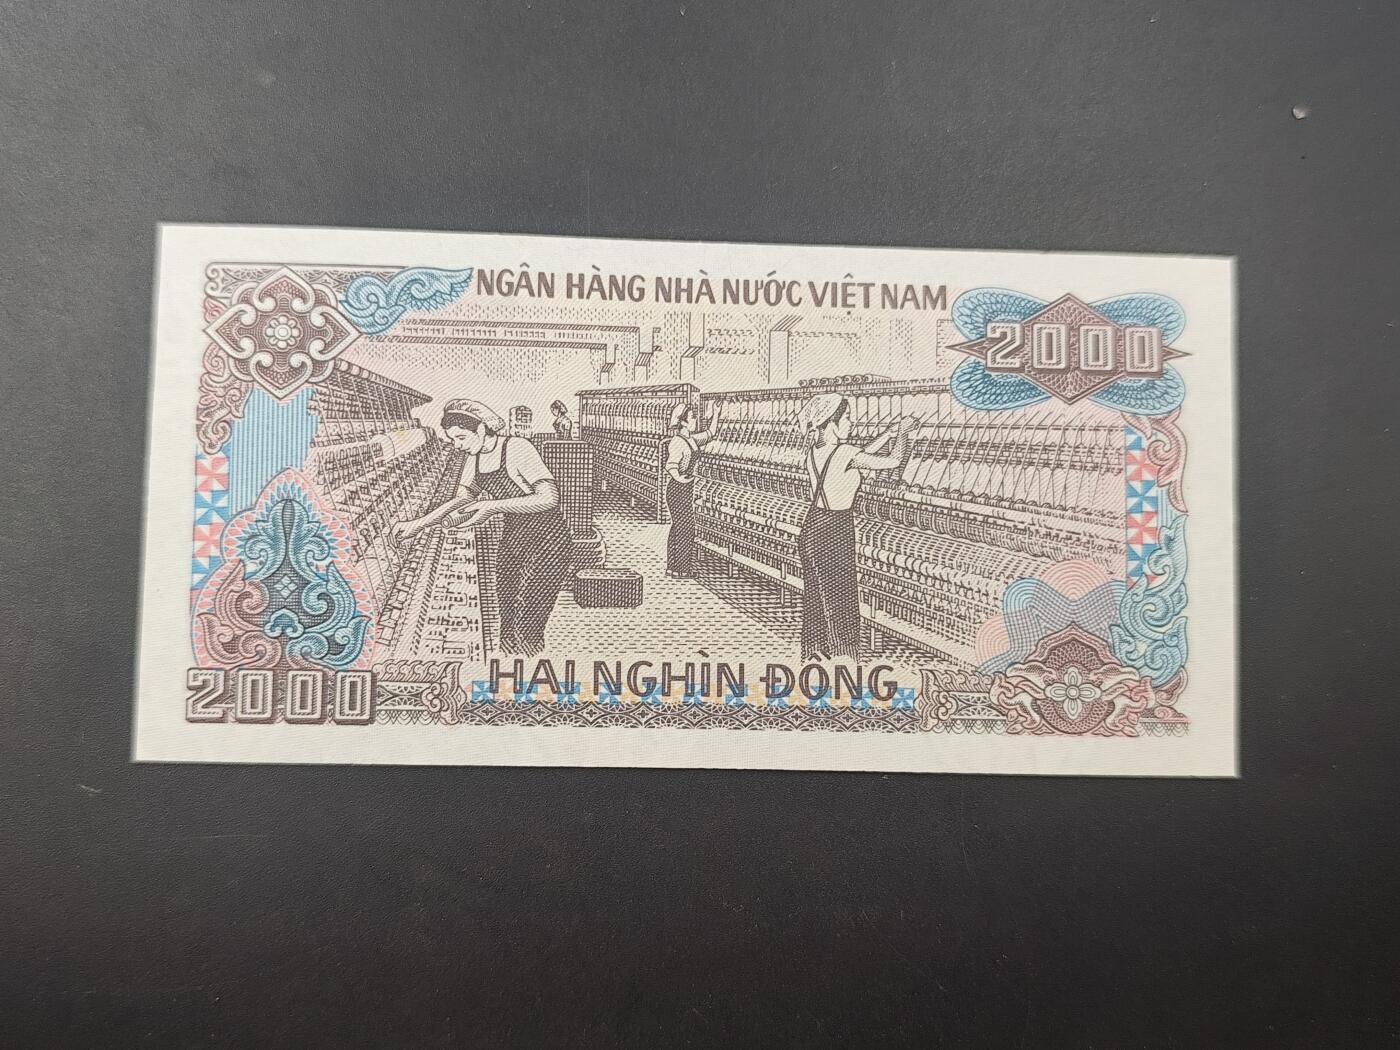 NGÂN HÀNG NHÀ NƯỚC VIỆT NAM
2000
HAI NGHÌN ĐỒNG
2000